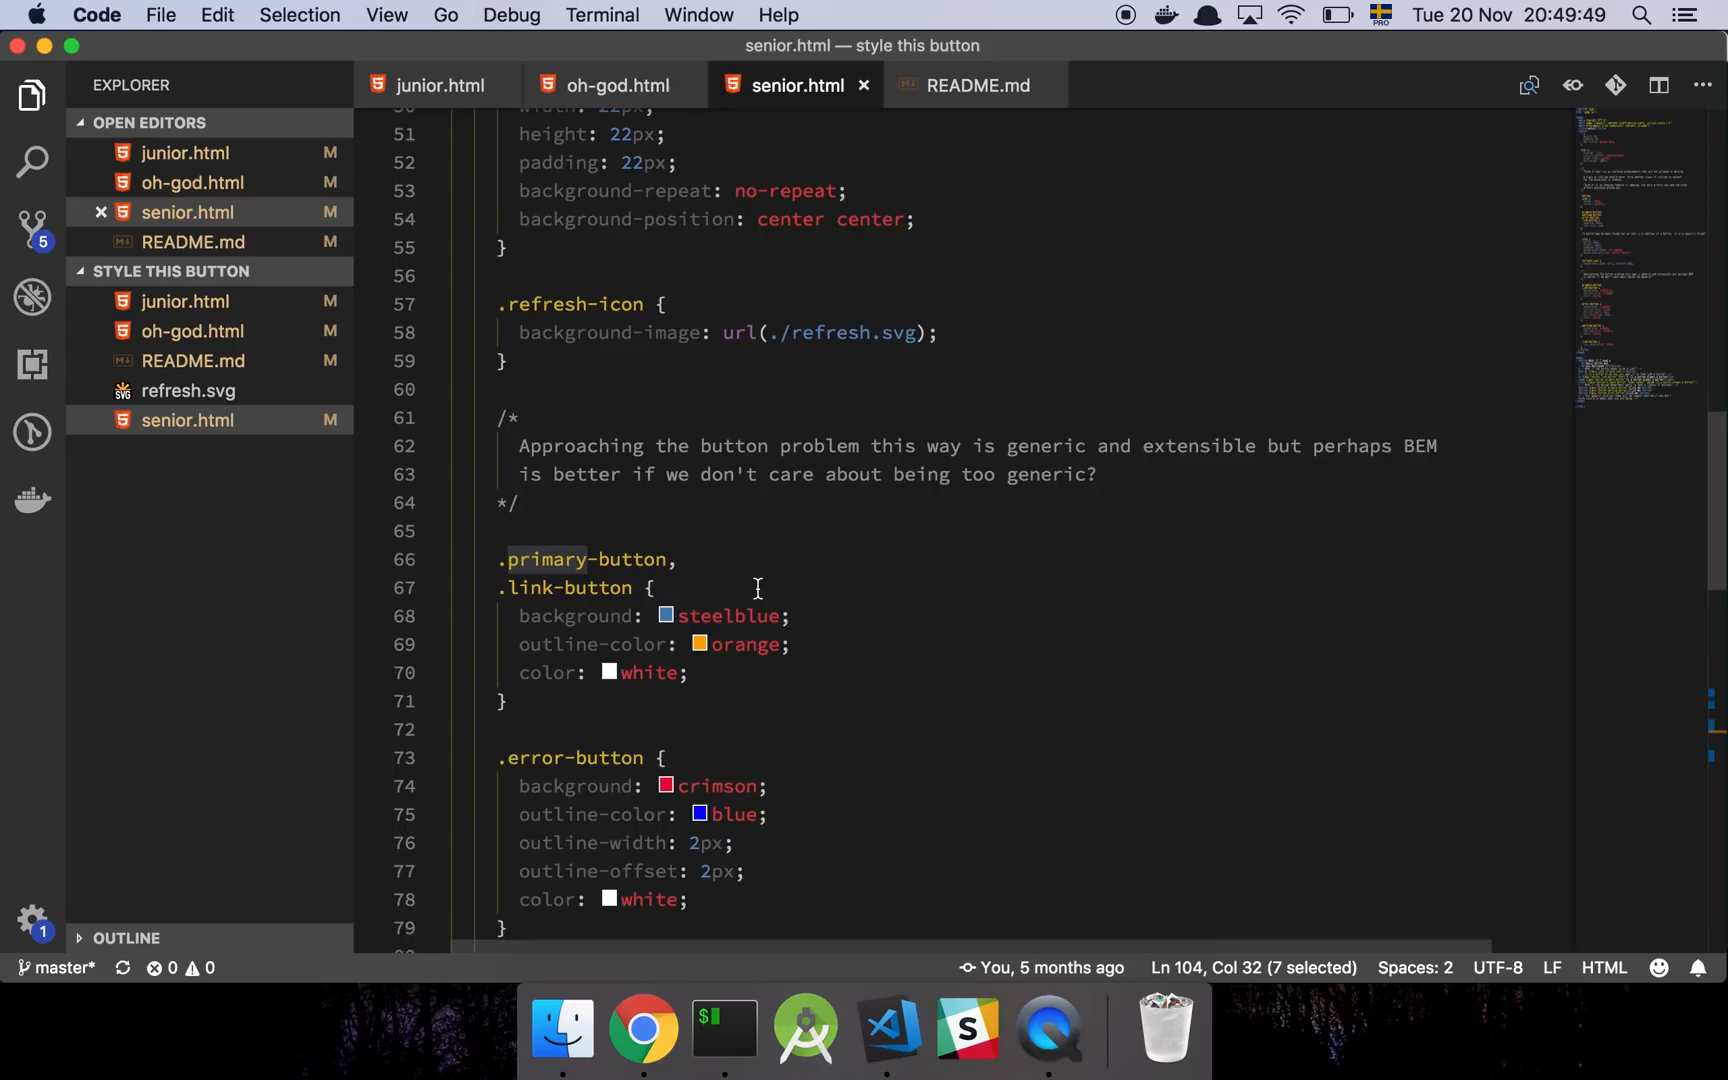 Code File Edit Selection View Go Debug Terminal Window Help PRO Tue 20 Nov 20:49:49
senior.html — style this button
EXPLORER
junior.html oh-god.html senior.html README.md
OPEN EDITORS
junior.html M
oh-god.html M
senior.html M
README.md M
STYLE THIS BUTTON
junior.html M
oh-god.html M
README.md M
SVG refresh.svg
senior.html M
5
1
OUTLINE
width: 22px;
51 height: 22px;
52 padding: 22px;
53 background-repeat: no-repeat;
54 background-position: center center;
55 }
56
57 .refresh-icon {
58 background-image: url(./refresh.svg);
59 }
60
61 /*
62 Approaching the button problem this way is generic and extensible but perhaps BEM
63 is better if we don't care about being too generic?
64 */
65
66 .primary-button,
67 .link-button {
68 background: steelblue;
69 outline-color: orange;
70 color: white;
71 }
72
73 .error-button {
74 background: crimson;
75 outline-color: blue;
76 outline-width: 2px;
77 outline-offset: 2px;
78 color: white;
79 }
master* 0 0 You, 5 months ago Ln 104, Col 32 (7 selected) Spaces: 2 UTF-8 LF HTML
$
S